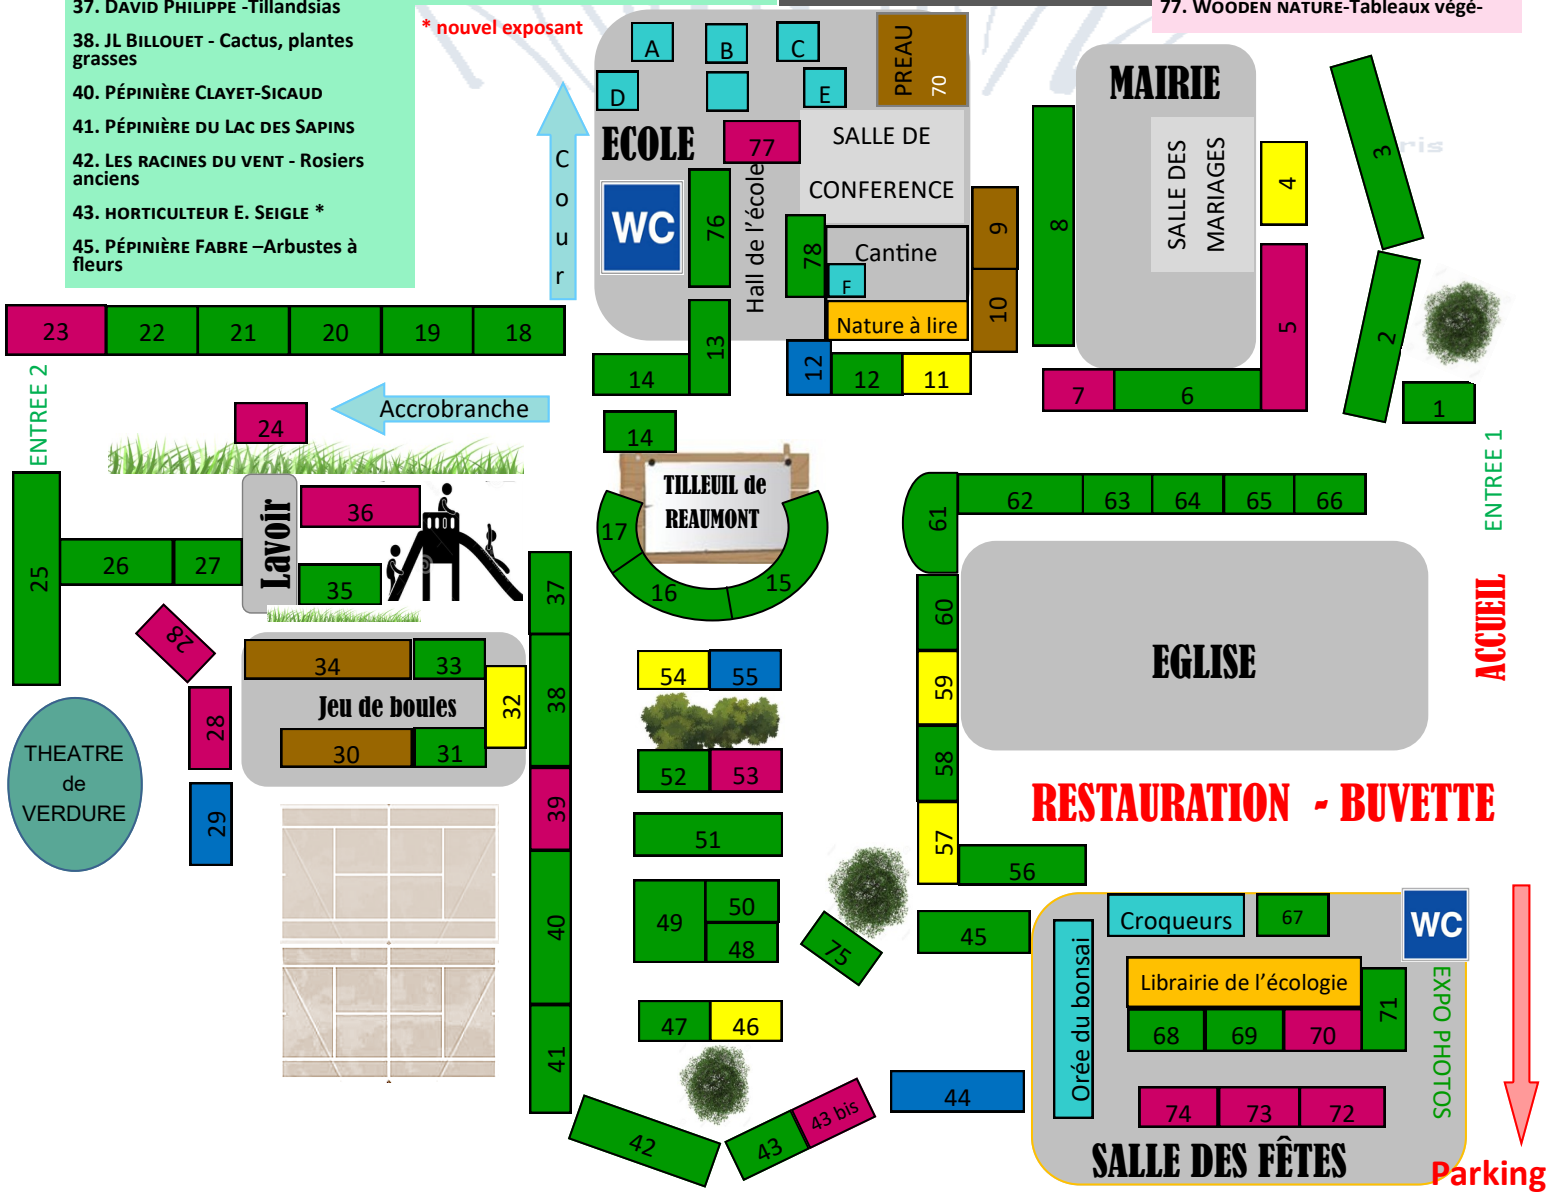 37. DAVID PHILIPPE -Tillandsias
38. JL BILLOUET - Cactus, plantes
grasses
40. PÉPINIÈRE CLAYET-SICAUD
41. PÉPINIÈRE DU LAC DES SAPINS
42. LES RACINES DU VENT - Rosiers
anciens
43. HORTICULTEUR E. SEIGLE *
45. PÉPINIÈRE FABRE –Arbustes à
fleurs
* nouvel exposant
77. WOODEN NATURE-Tableaux végé-
A
B
C
D
E
PREAU
70
ECOLE
77
SALLE DE
CONFERENCE
WC
76
Hall de l'école
78
Cantine
F
Nature à lire
9
10
13
14
12
12
11
Cour
MAIRIE
SALLE DES
MARIAGES
8
4
3
ris
5
2
7
6
1
ENTREE 1
23
22
21
20
19
18
ENTREE 2
24
Accrobranche
14
TILLEUIL de
REAUMONT
17
16
15
25
26
27
Lavoir
36
35
28
28
29
THEATRE
de
VERDURE
34
33
32
Jeu de boules
30
31
37
38
39
40
41
42
43
43 bis
44
54
55
52
53
51
49
50
48
47
46
75
45
61
62
63
64
65
66
60
59
58
57
56
EGLISE
ACCUEIL
RESTAURATION - BUVETTE
Croqueurs
67
WC
Orée du bonsai
Librairie de l'écologie
68
69
70
71
EXPO PHOTOS
74
73
72
SALLE DES FÊTES
Parking